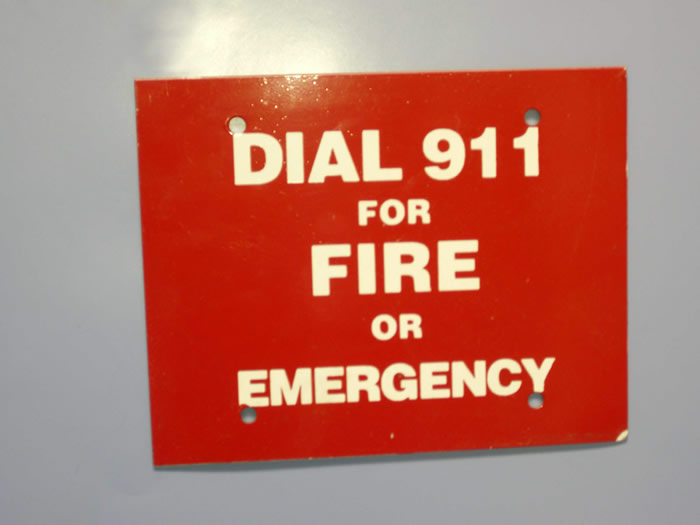 DIAL 911
FOR
FIRE
OR
EMERGENCY